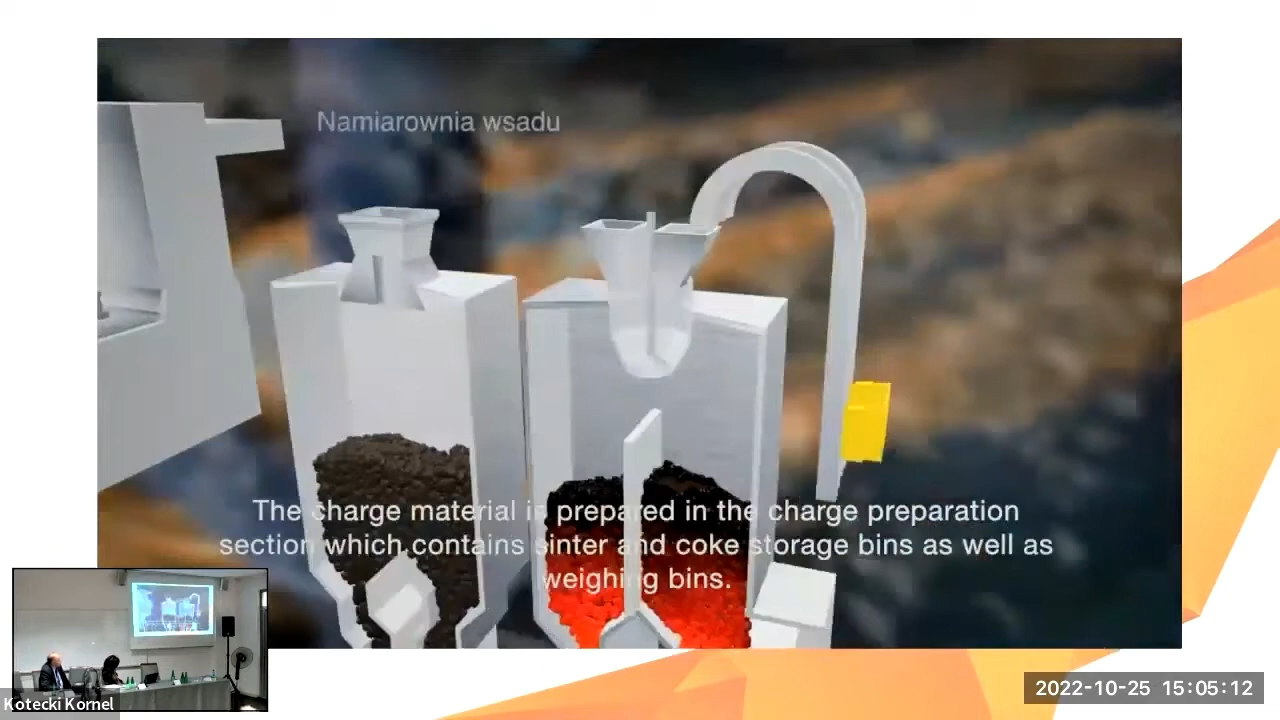 Namiarownia wsadu
The charge material is prepared in the charge preparation
section which contains sinter and coke storage bins as well as
weighing bins.
Kotecki Kornel
2022-10-25 15:05:12